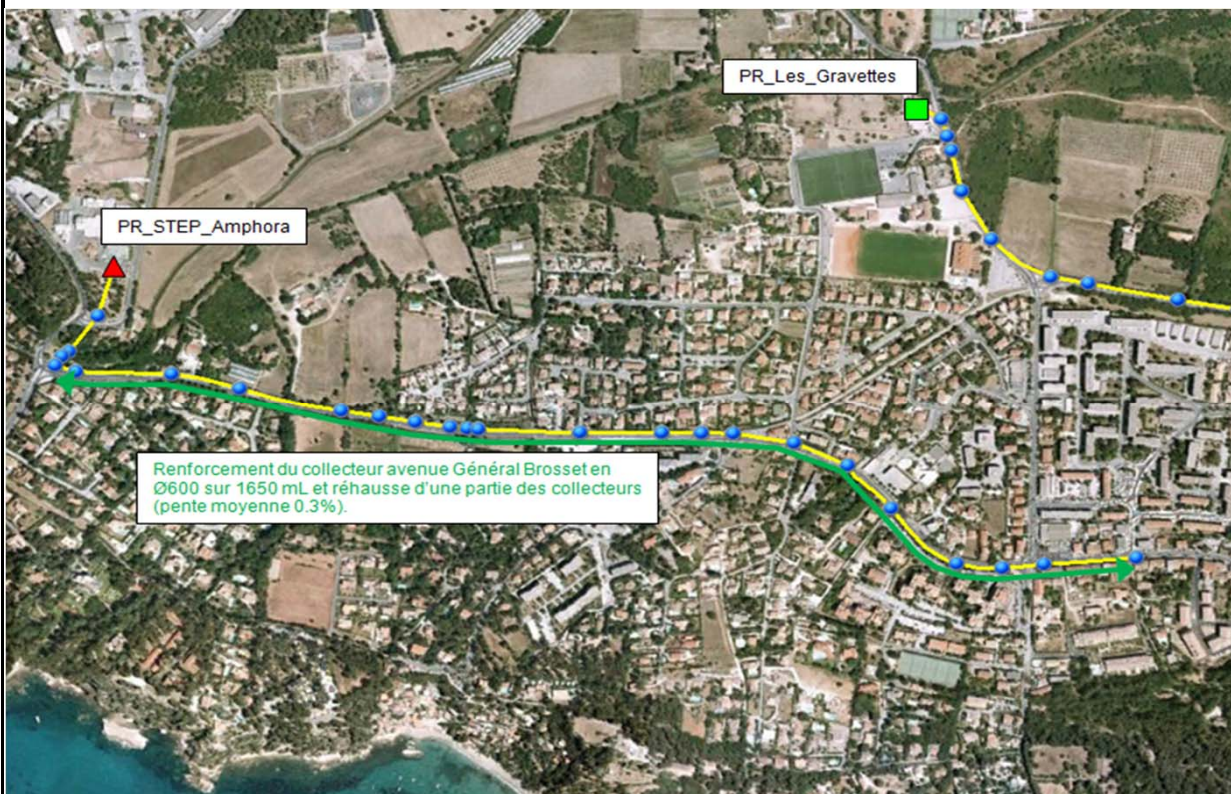 PR_Les_Gravettes
PR_STEP_Amphora
Renforcement du collecteur avenue Général Brosset en
Ø600 sur 1650 mL et réhausse d'une partie des collecteurs
(pente moyenne 0.3%).